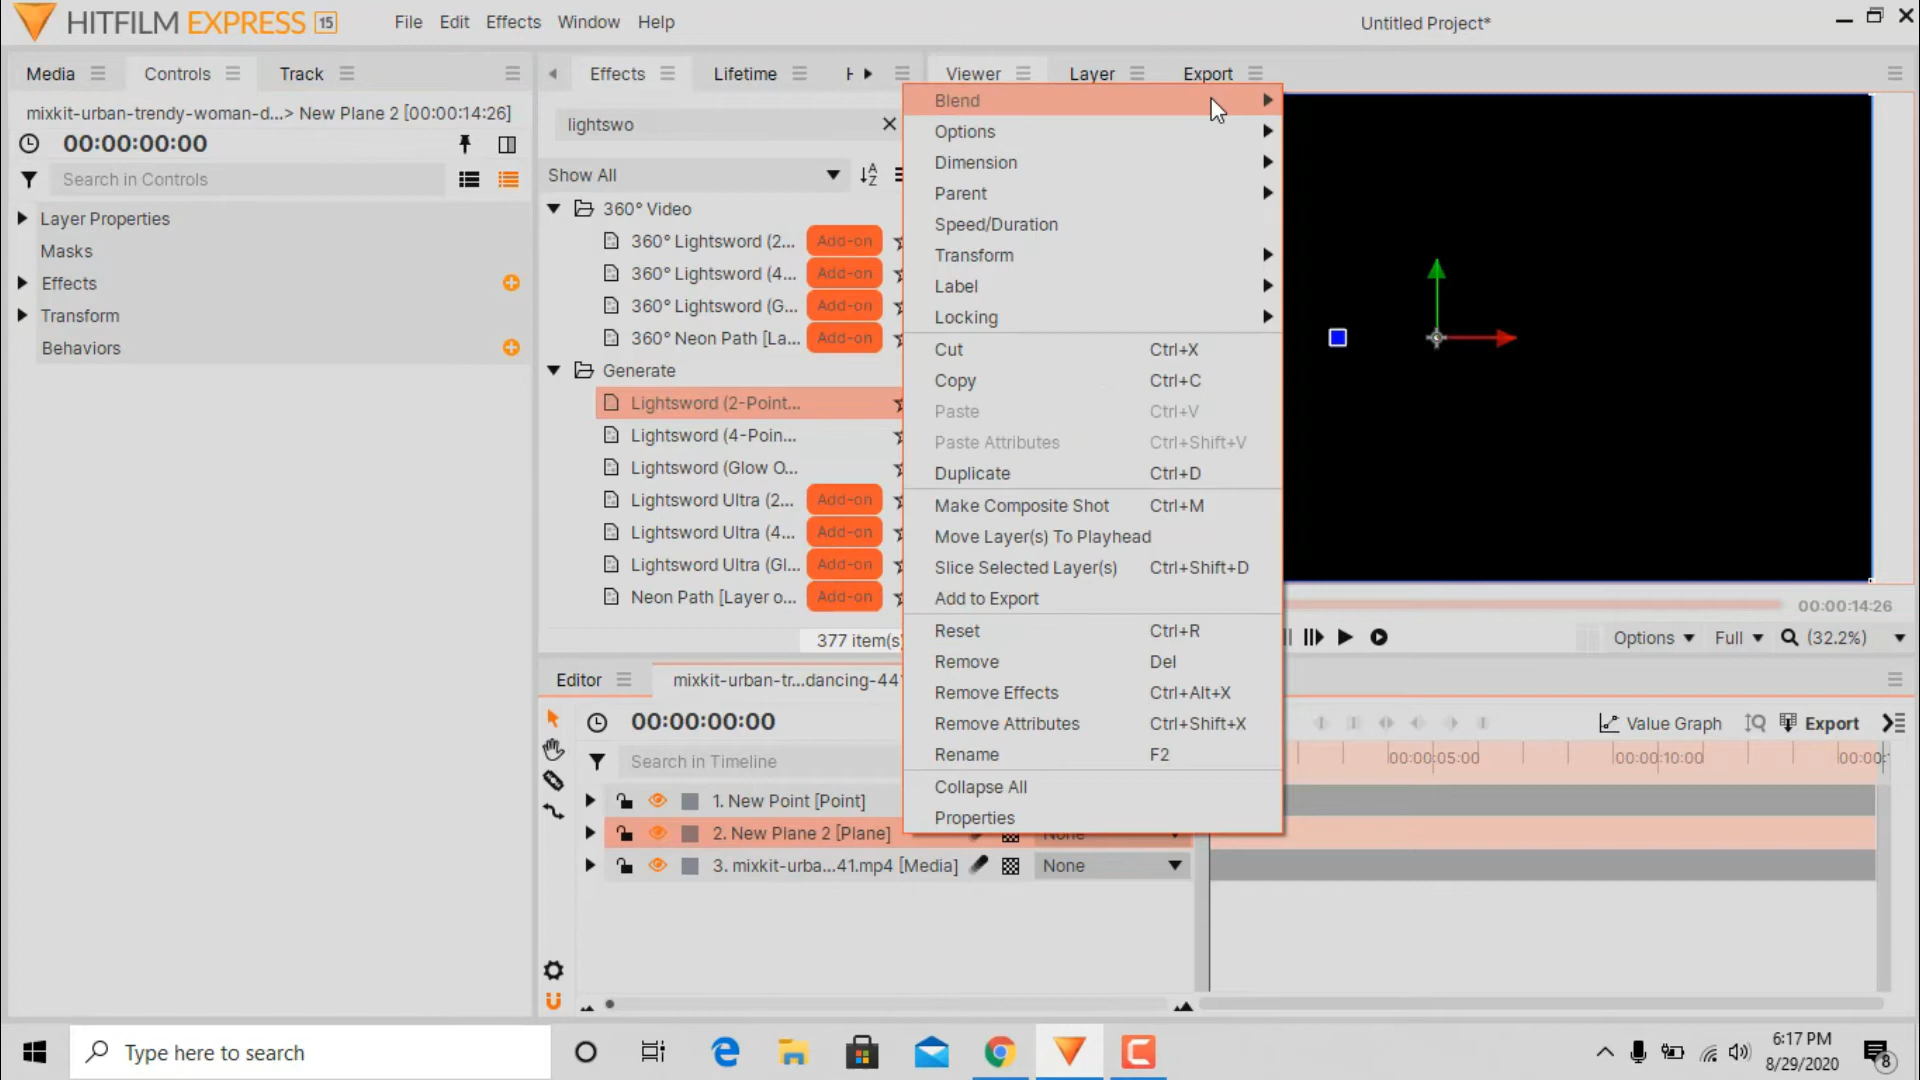 HITFILM EXPRESS 15
File Edit Effects Window Help
Untitled Project*
Media Controls Track
Effects Lifetime
Viewer Layer Export
mixkit-urban-trendy-woman-d...> New Plane 2 [00:00:14:26]
00:00:00:00
Search in Controls
Layer Properties
Masks
Effects
Transform
Behaviors
lightswo
Show All
360° Video
360° Lightsword (2... Add-on
360° Lightsword (4... Add-on
360° Lightsword (G... Add-on
360° Neon Path [La... Add-on
Generate
Lightsword (2-Point...
Lightsword (4-Poin...
Lightsword (Glow O...
Lightsword Ultra (2... Add-on
Lightsword Ultra (4... Add-on
Lightsword Ultra (Gl... Add-on
Neon Path [Layer o... Add-on
377 item(s
Blend
Options
Dimension
Parent
Speed/Duration
Transform
Label
Locking
Cut Ctrl+X
Copy Ctrl+C
Paste Ctrl+V
Paste Attributes Ctrl+Shift+V
Duplicate Ctrl+D
Make Composite Shot Ctrl+M
Move Layer(s) To Playhead
Slice Selected Layer(s) Ctrl+Shift+D
Add to Export
Reset Ctrl+R
Remove Del
Remove Effects Ctrl+Alt+X
Remove Attributes Ctrl+Shift+X
Rename F2
Collapse All
Properties
00:00:14:26
Options Full (32.2%)
Editor mixkit-urban-tr...dancing-44
00:00:00:00
Value Graph Export
Search in Timeline
00:00:05:00 00:00:10:00 00:00:
1. New Point [Point]
2. New Plane 2 [Plane] None
3. mixkit-urba...41.mp4 [Media] None
Type here to search
6:17 PM
8/29/2020
8